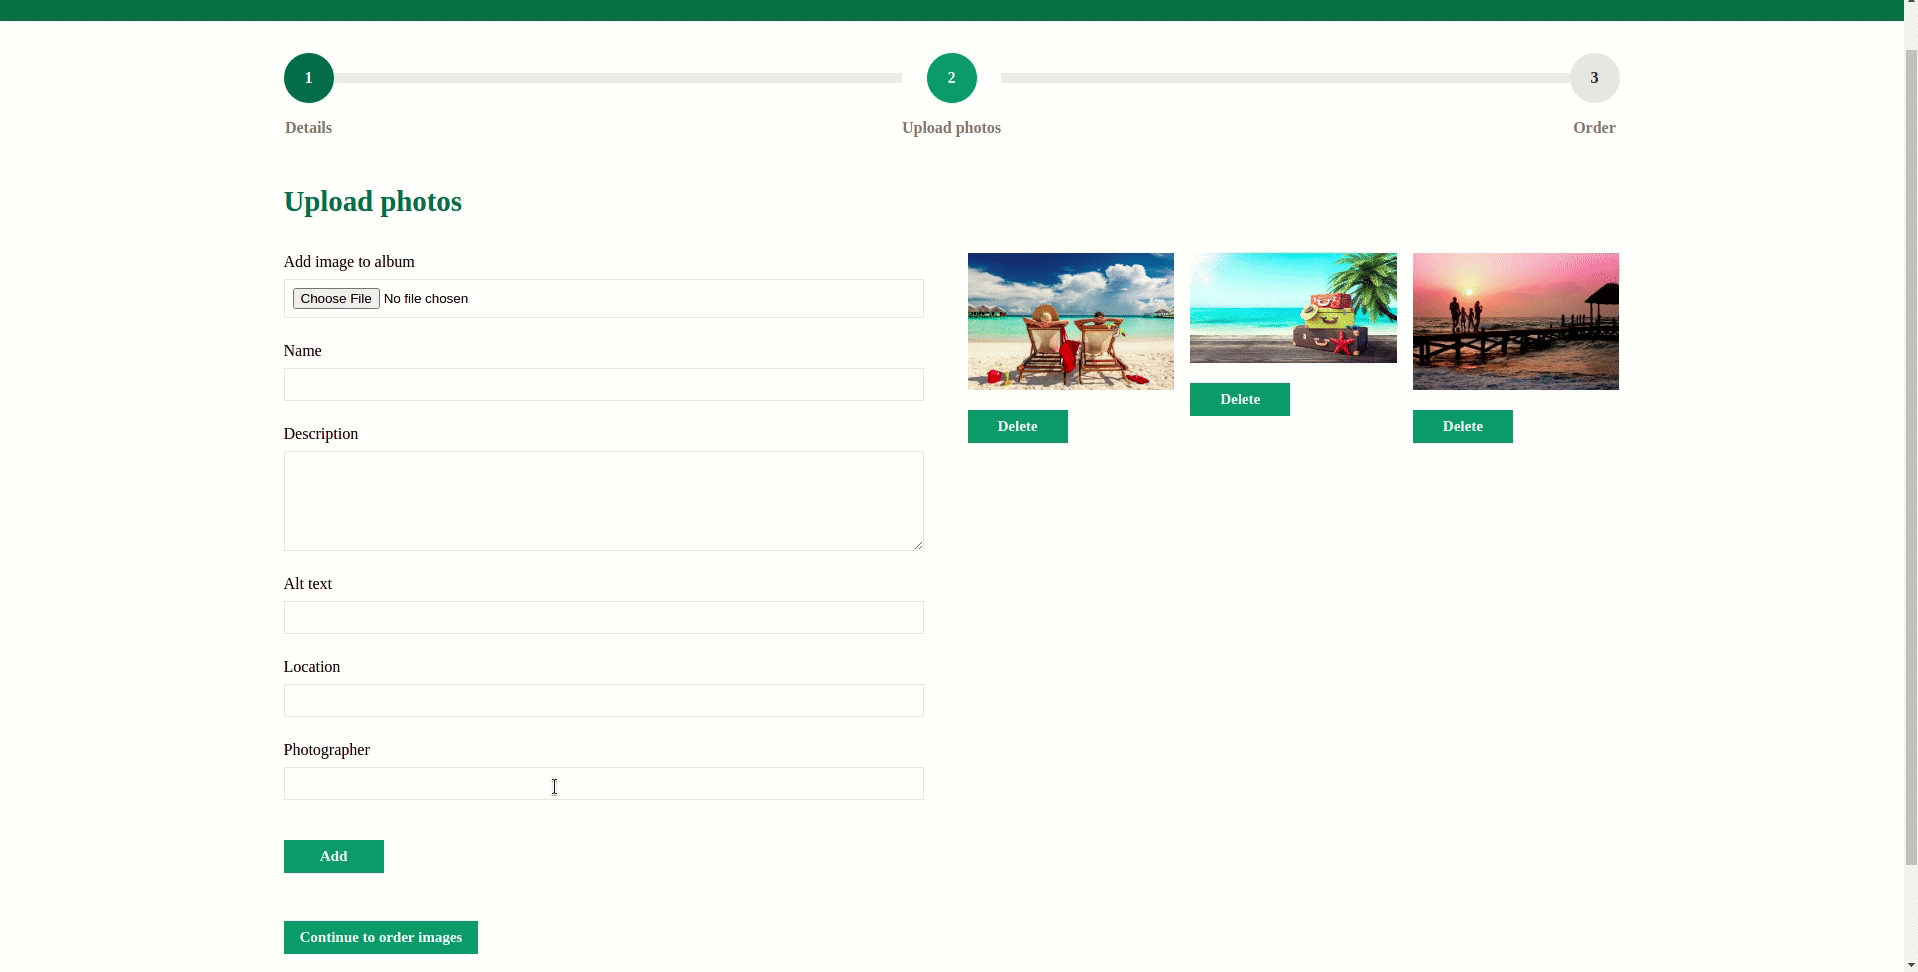 1
2
3
Details
Upload photos
Order
Upload photos
Add image to album
Choose File No file chosen
Name
Description
Alt text
Location
Photographer
Add
Continue to order images
Delete
Delete
Delete